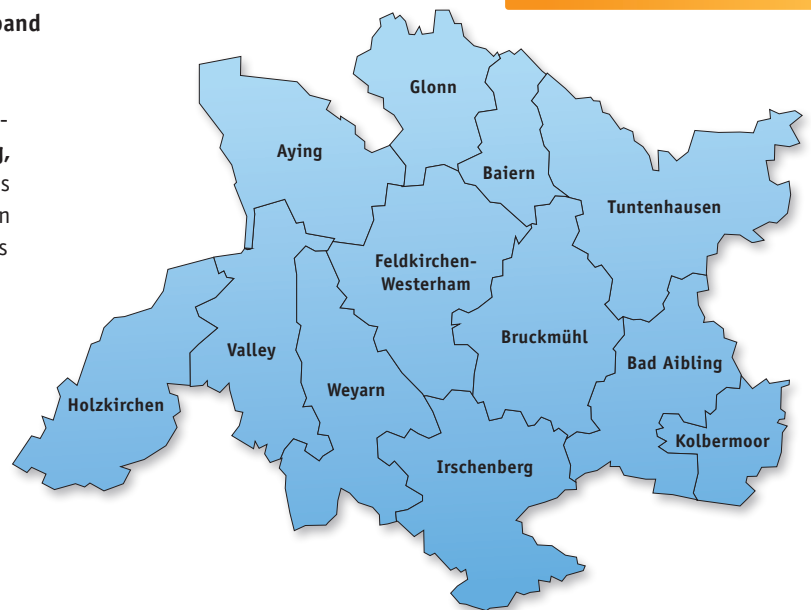 band
-
g,
s
n
s
Glonn
Aying
Baiern
Tuntenhausen
Feldkirchen-
Westerham
Valley
Bruckmühl
Bad Aibling
Weyarn
Holzkirchen
Kolbermoor
Irschenberg